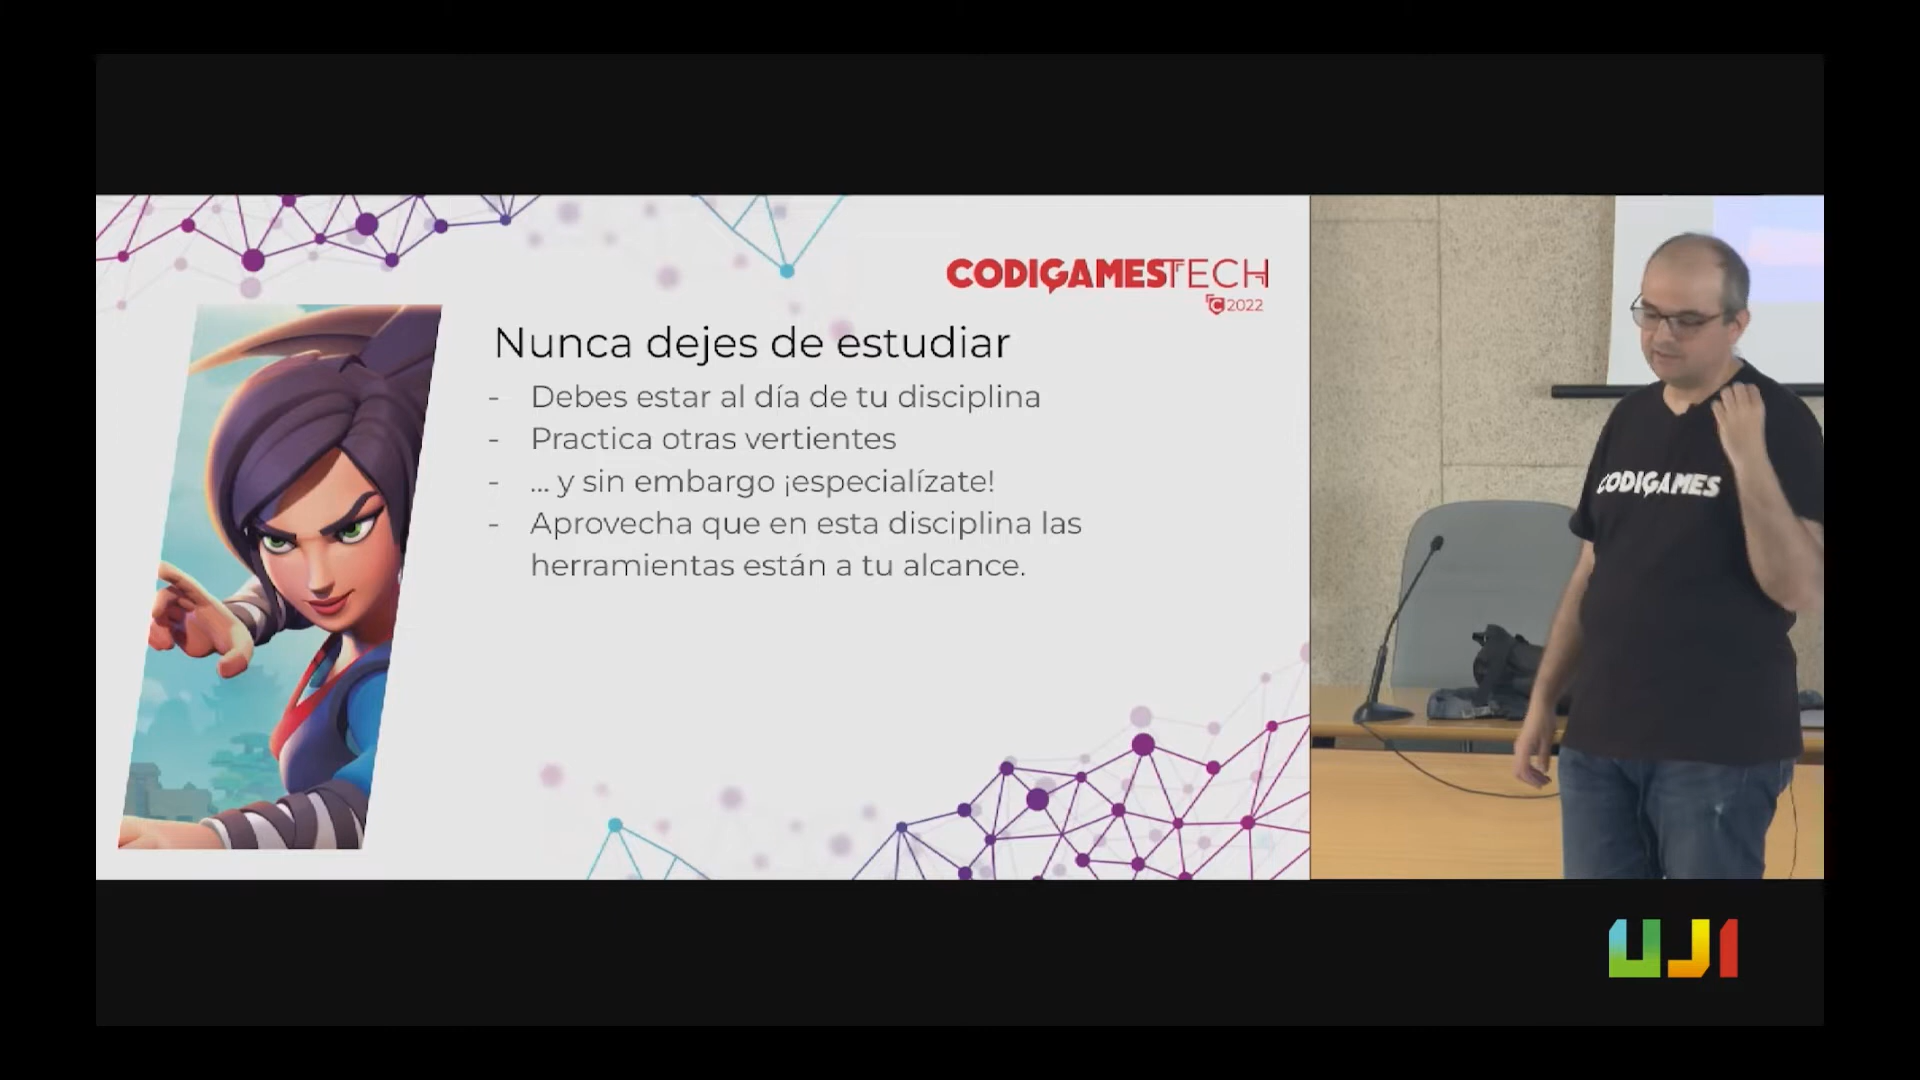 CODIGAMESTECH
C 2022
Nunca dejes de estudiar
- Debes estar al día de tu disciplina
- Practica otras vertientes
- ... y sin embargo ¡especialízate!
- Aprovecha que en esta disciplina las
herramientas están a tu alcance.
CODIGAMES
UJI